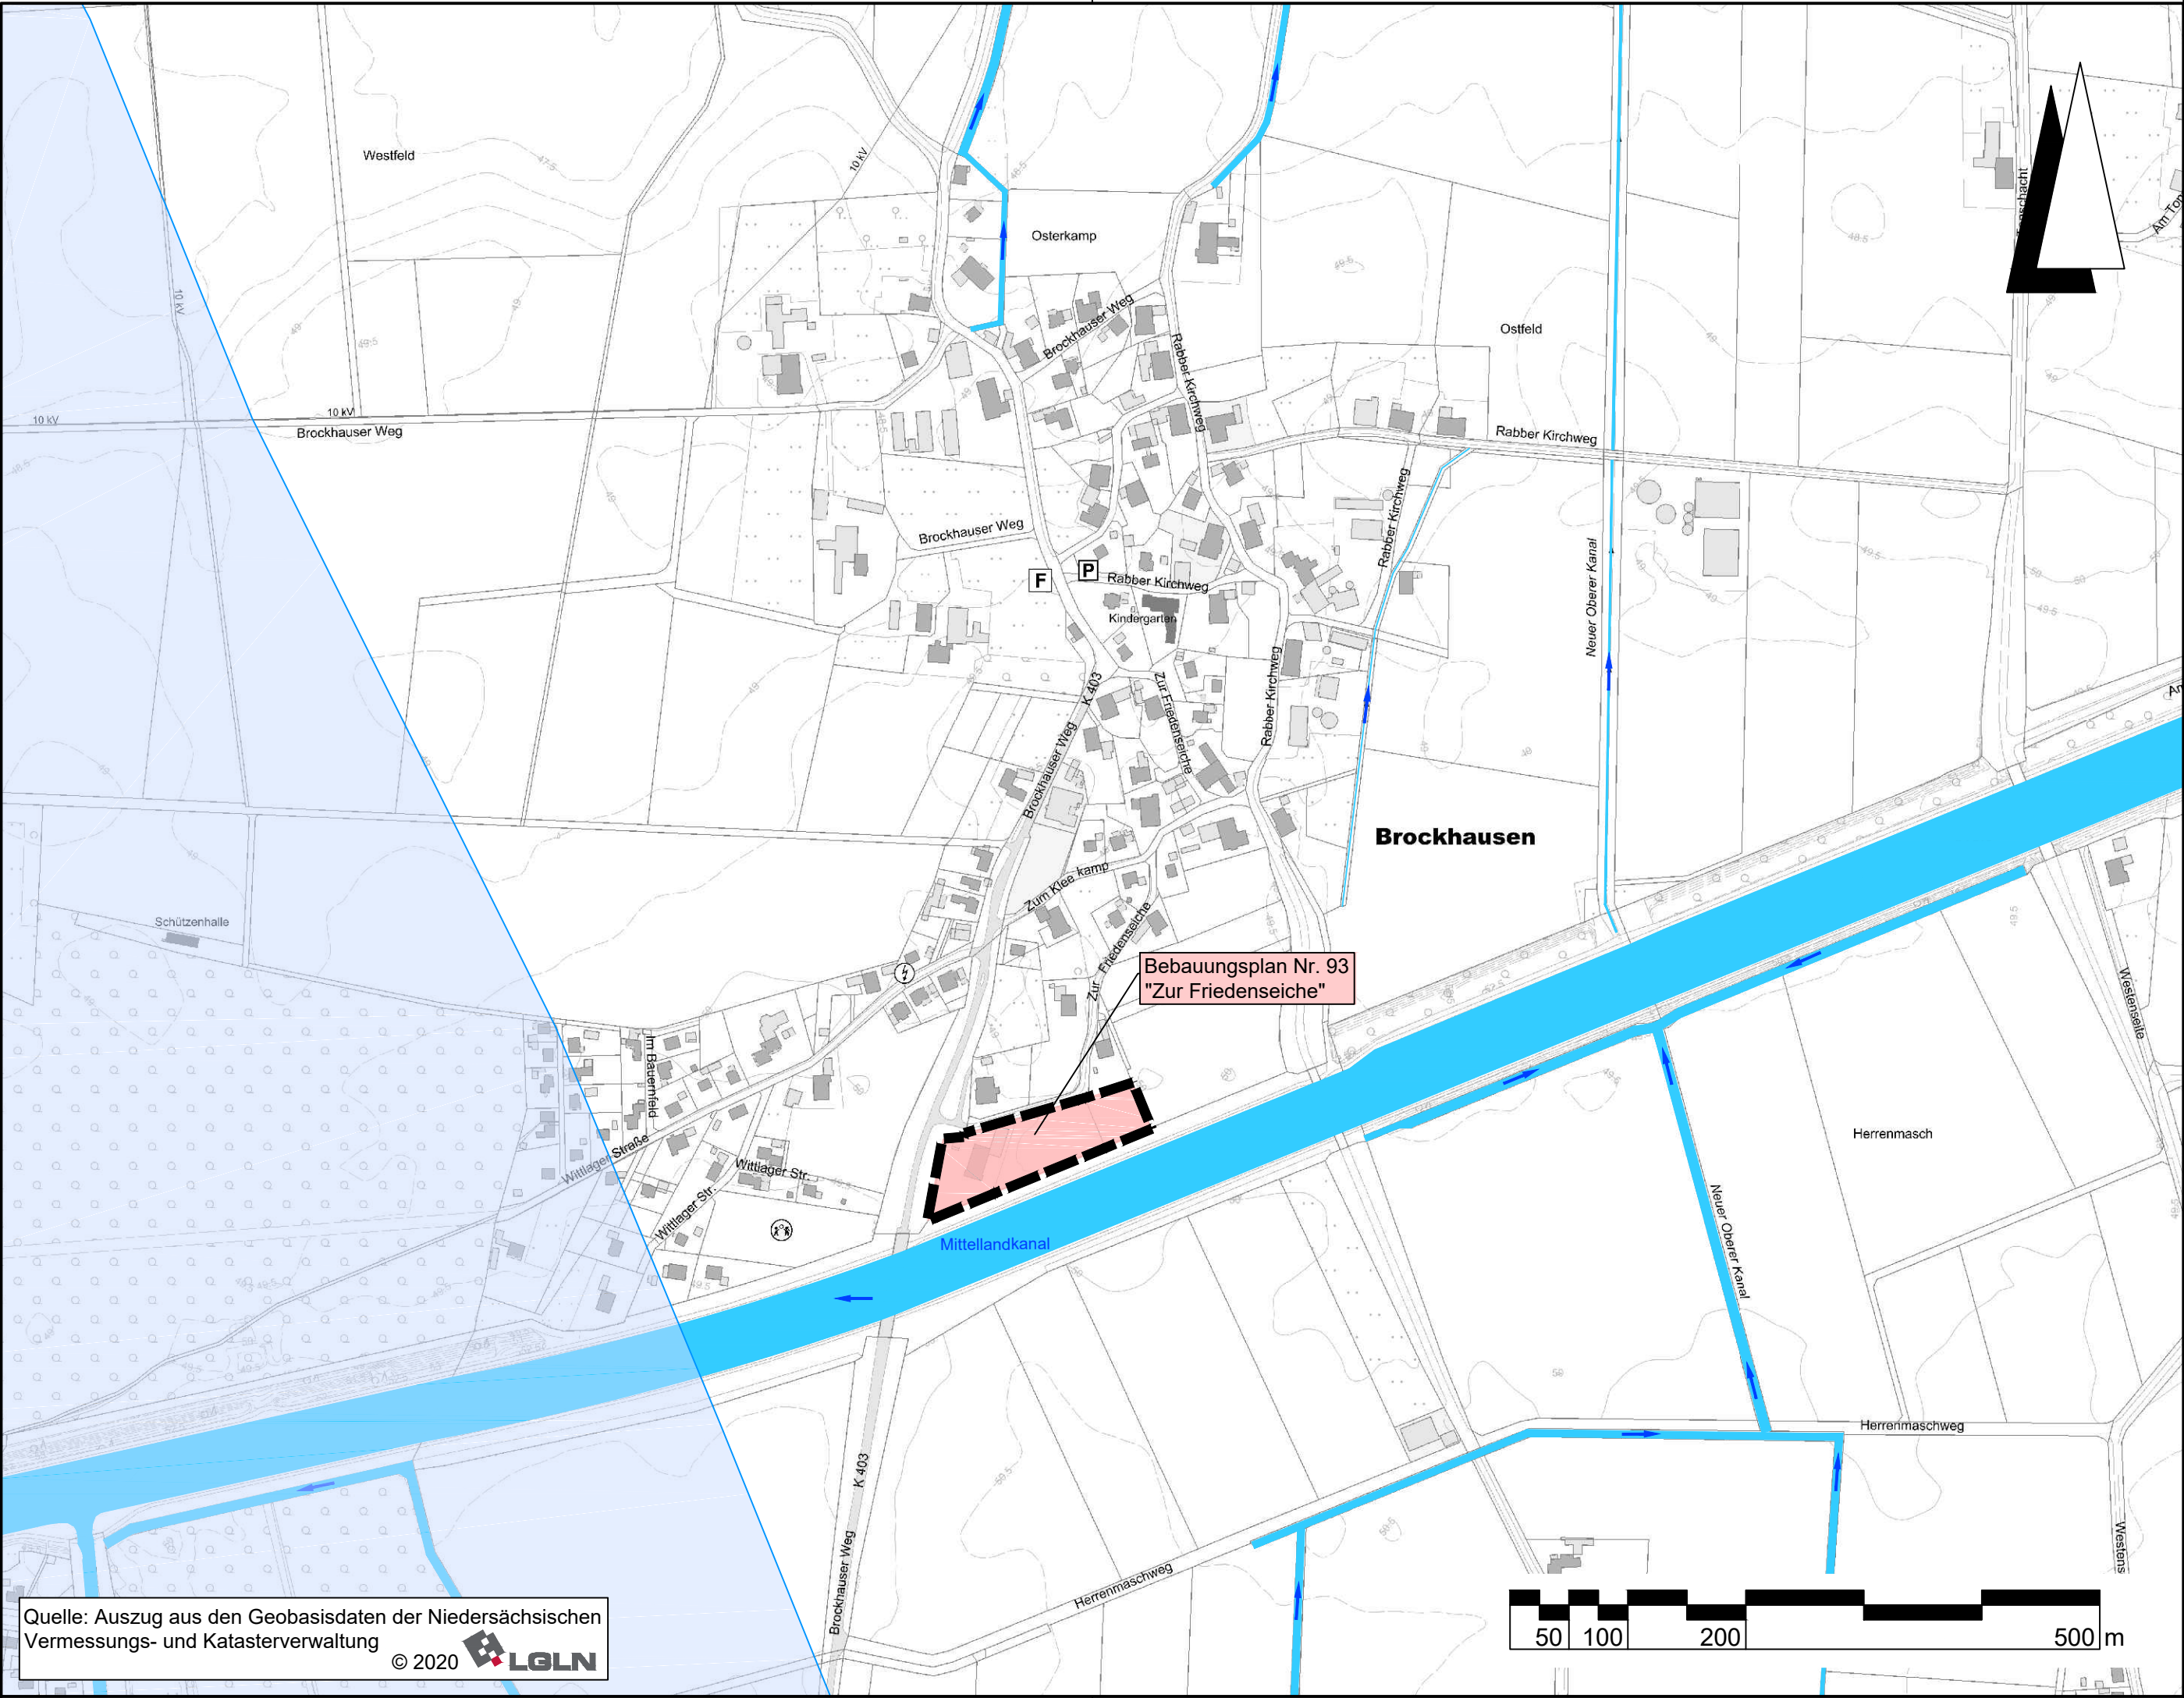 Westfeld
10 kV
Osterkamp
Tonschacht
10 kV
Ostfeld
Brockhauser Weg
Rabber Kirchweg
10 kV
10 kV
Brockhauser Weg
Rabber Kirchweg
Rabber Kirchweg
Brockhauser Weg
Neuer Oberer Kanal
F
P
Rabber Kirchweg
Kindergarten
K 403
Zur Friedenseiche
Rabber Kirchweg
Brockhauser Weg
Brockhausen
Zum Klee kamp
Schützenhalle
Zur Friedenseiche
Bebauungsplan Nr. 93
"Zur Friedenseiche"
Westenseite
Im Bauernfeld
Herrenmasch
Wittlager Straße
Wittlager Str.
Wittlager Str.
Neuer Oberer Kanal
Mittellandkanal
Herrenmaschweg
K 403
Brockhauser Weg
Herrenmaschweg
Westens
Quelle: Auszug aus den Geobasisdaten der Niedersächsischen
Vermessungs- und Katasterverwaltung
© 2020 LGLN
50 100 200 500 m